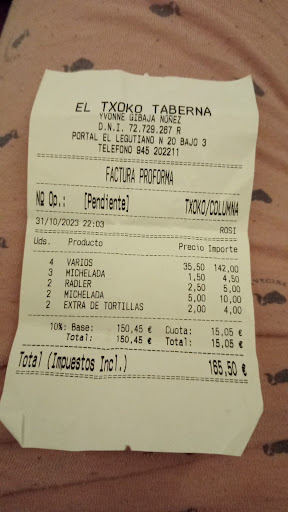 EL TXOKO TABERNA
YVONNE GIBAJA NUÑEZ
D.N.I. 72.729.267 R
PORTAL EL LEGUTIANO N 20 BAJO 3
TELEFONO 945 202211
FACTURA PROFORMA
Nº Op.: [Pendiente] TXOKO/COLUMNA
31/10/2023 22:03 ROSI
Uds. Producto Precio Importe
4 VARIOS 35,50 142,00
3 MICHELADA 1,50 4,50
2 RADLER 2,50 5,00
2 MICHELADA 5,00 10,00
2 EXTRA DE TORTILLAS 2,00 4,00
10%: Base: 150,45 € Cuota: 15,05 €
Total: 150,45 € Total: 15,05 €
Total (Impuestos Incl.) 165,50 €